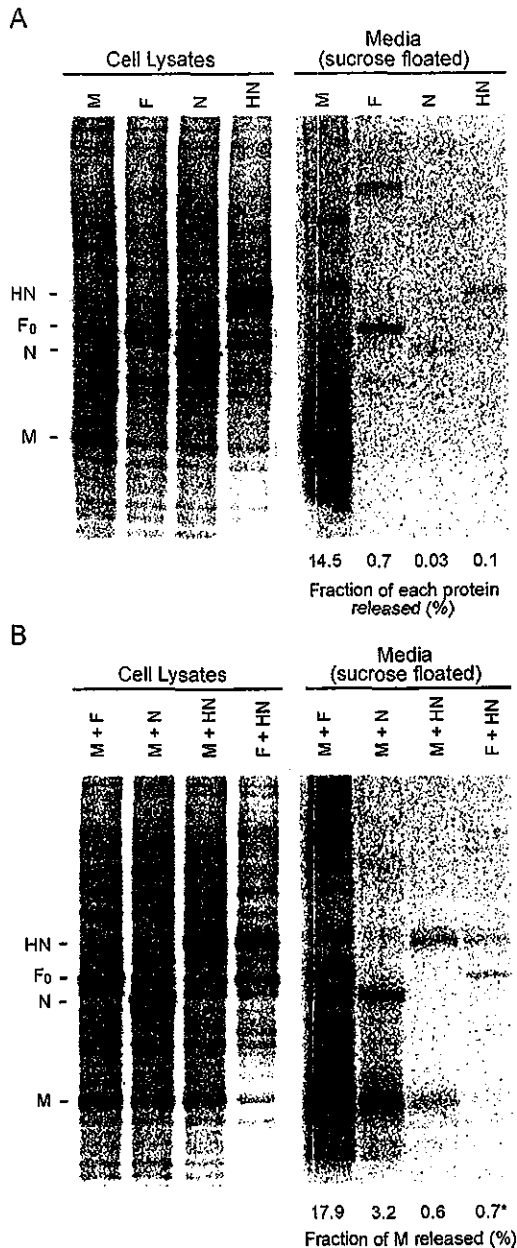 A
Cell Lysates
Media
(sucrose floated)
M F N HN M F N HN
HN -
F₀ -
N -
M -
14.5 0.7 0.03 0.1
Fraction of each protein
released (%)
B
Cell Lysates
Media
(sucrose floated)
M + F M + N M + HN F + HN M + F M + N M + HN F + HN
HN -
F₀ -
N -
M -
17.9 3.2 0.6 0.7*
Fraction of M released (%)